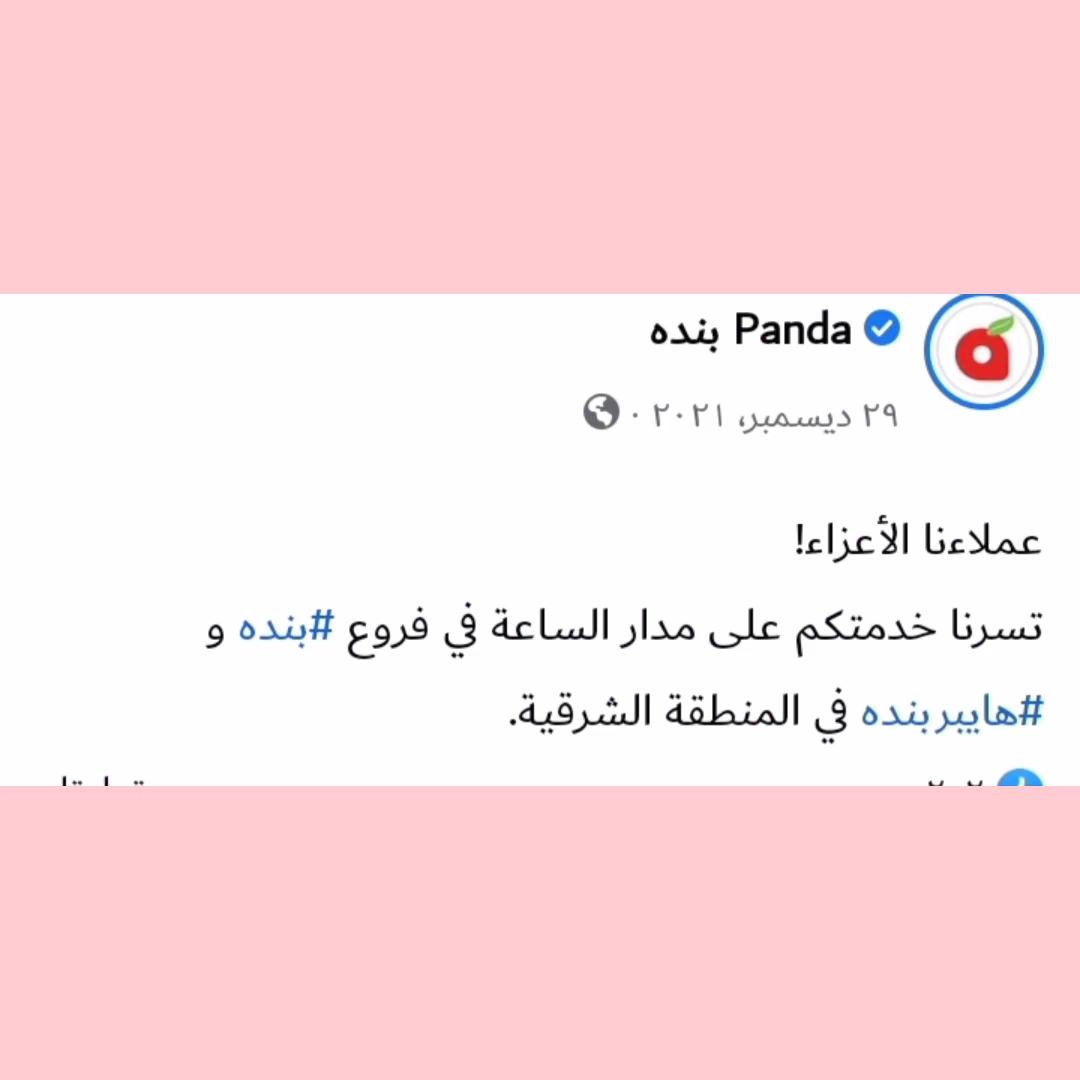 Panda بنده
٢٩ ديسمبر، ٢٠٢١ ·
عملاءنا الأعزاء!
تسرنا خدمتكم على مدار الساعة في فروع #بنده و
#هايبربنده في المنطقة الشرقية.